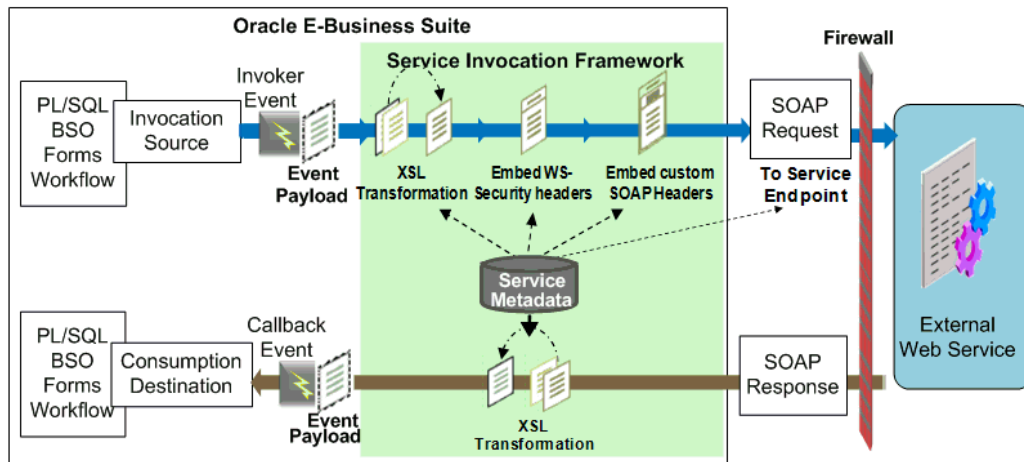 Oracle E-Business Suite
Service Invocation Framework
Firewall
PL/SQL
BSO
Forms
Workflow
Invocation
Source
Invoker
Event
Event
Payload
XSL
Transformation
Embed WS-
Security headers
Embed custom
SOAP Headers
SOAP
Request
To Service
Endpoint
Service
Metadata
External
Web Service
PL/SQL
BSO
Forms
Workflow
Consumption
Destination
Callback
Event
Event
Payload
XSL
Transformation
SOAP
Response